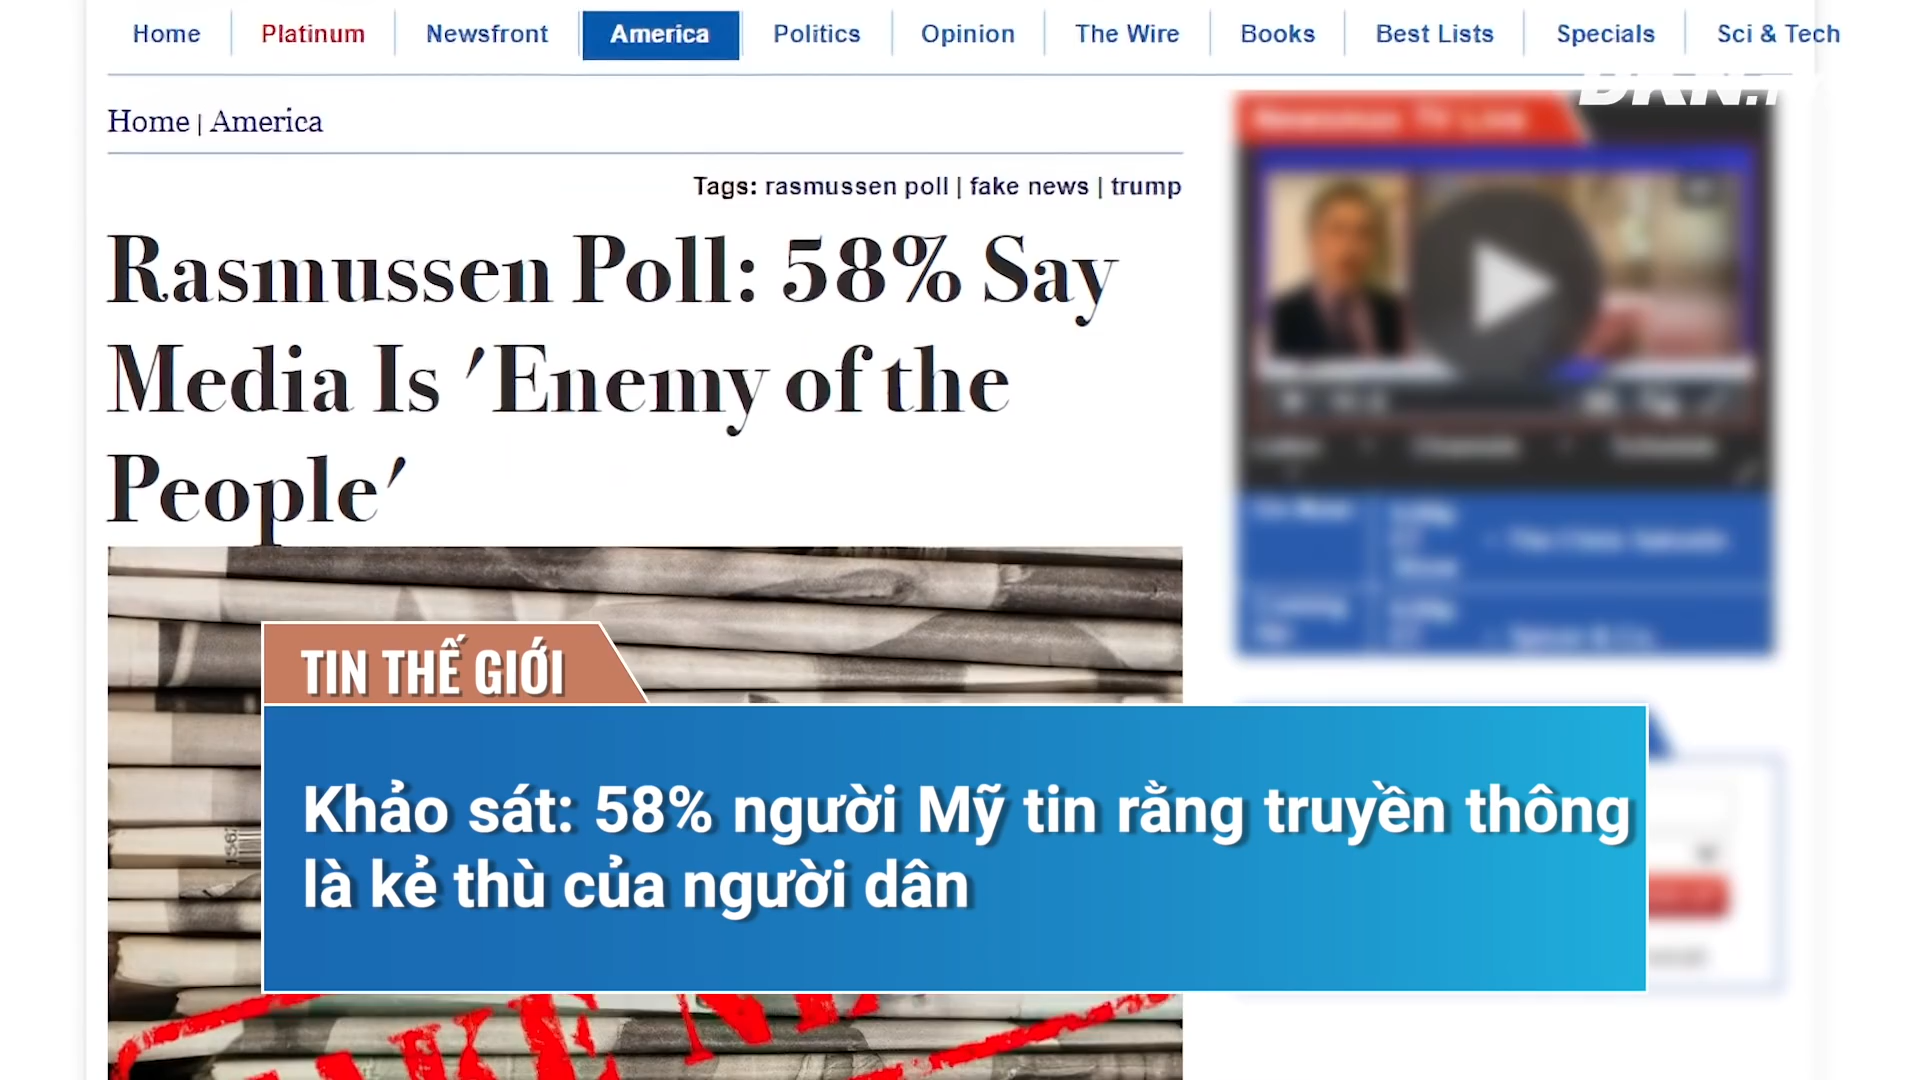 Home
Platinum
Newsfront
America
Politics
Opinion
The Wire
Books
Best Lists
Specials
Sci & Tech
Home | America
Tags: rasmussen poll | fake news | trump
Rasmussen Poll: 58% Say
Media Is 'Enemy of the
People'
TIN THẾ GIỚI
Khảo sát: 58% người Mỹ tin rằng truyền thông
là kẻ thù của người dân